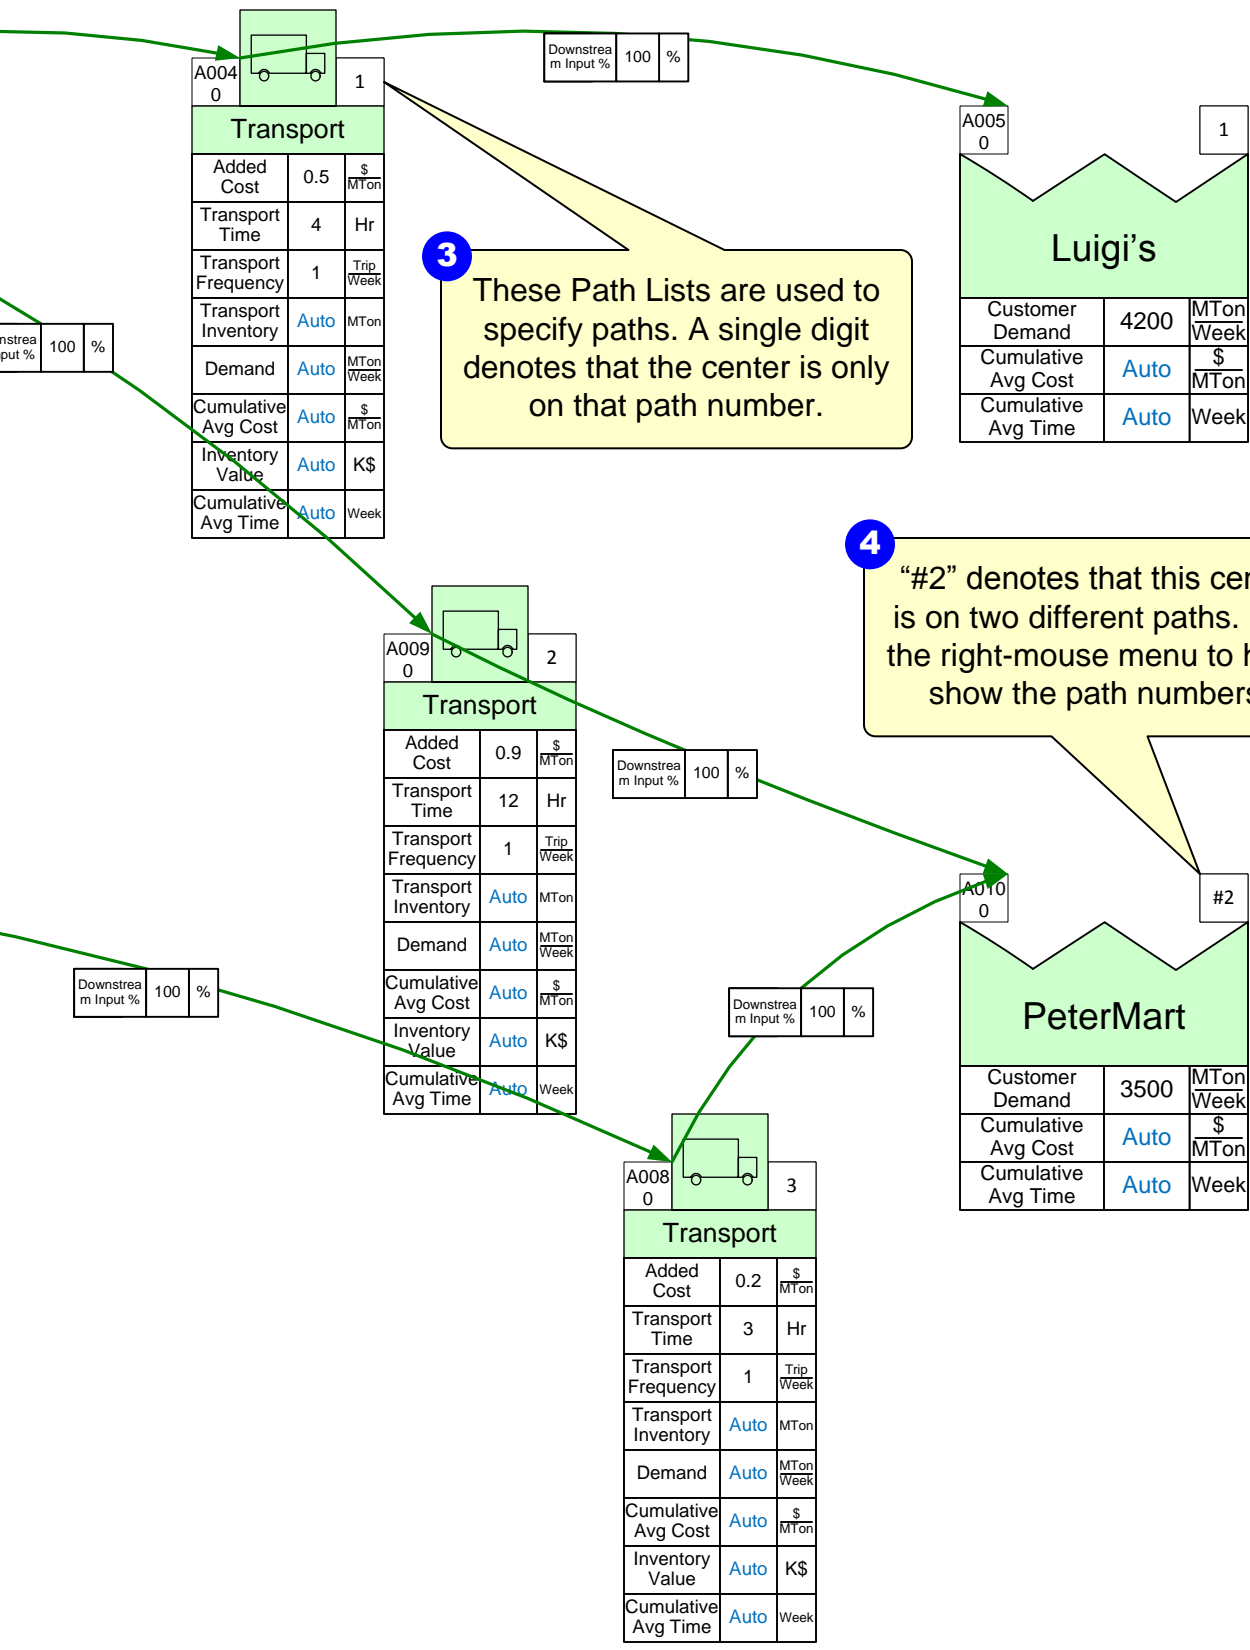 A004
0
1
Transport
Added
Cost
0.5
$
MTon
Transport
Time
4
Hr
Transport
Frequency
1
Trip
Week
Transport
Inventory
Auto
MTon
Demand
Auto
MTon
Week
Cumulative
Avg Cost
Auto
$
MTon
Inventory
Value
Auto
K$
Cumulative
Avg Time
Auto
Week
Downstrea
m Input %
100
%
A005
0
1
Luigi's
Customer
Demand
4200
MTon
Week
Cumulative
Avg Cost
Auto
$
MTon
Cumulative
Avg Time
Auto
Week
3
These Path Lists are used to
specify paths. A single digit
denotes that the center is only
on that path number.
nstrea
put %
100
%
4
“#2” denotes that this cen
is on two different paths.
the right-mouse menu to h
show the path numbers
A009
0
2
Transport
Added
Cost
0.9
$
MTon
Transport
Time
12
Hr
Transport
Frequency
1
Trip
Week
Transport
Inventory
Auto
MTon
Demand
Auto
MTon
Week
Cumulative
Avg Cost
Auto
$
MTon
Inventory
Value
Auto
K$
Cumulative
Avg Time
Auto
Week
Downstrea
m Input %
100
%
A010
0
#2
PeterMart
Customer
Demand
3500
MTon
Week
Cumulative
Avg Cost
Auto
$
MTon
Cumulative
Avg Time
Auto
Week
Downstrea
m Input %
100
%
Downstrea
m Input %
100
%
A008
0
3
Transport
Added
Cost
0.2
$
MTon
Transport
Time
3
Hr
Transport
Frequency
1
Trip
Week
Transport
Inventory
Auto
MTon
Demand
Auto
MTon
Week
Cumulative
Avg Cost
Auto
$
MTon
Inventory
Value
Auto
K$
Cumulative
Avg Time
Auto
Week